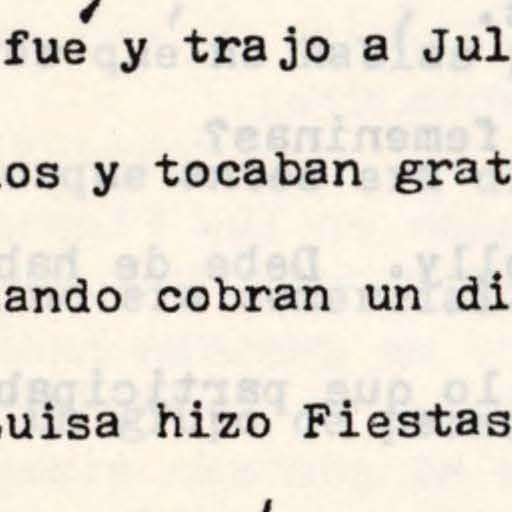 fue y trajo a Jul
os y tocaban grat
ando cobran un di
uisa hizo Fiestas